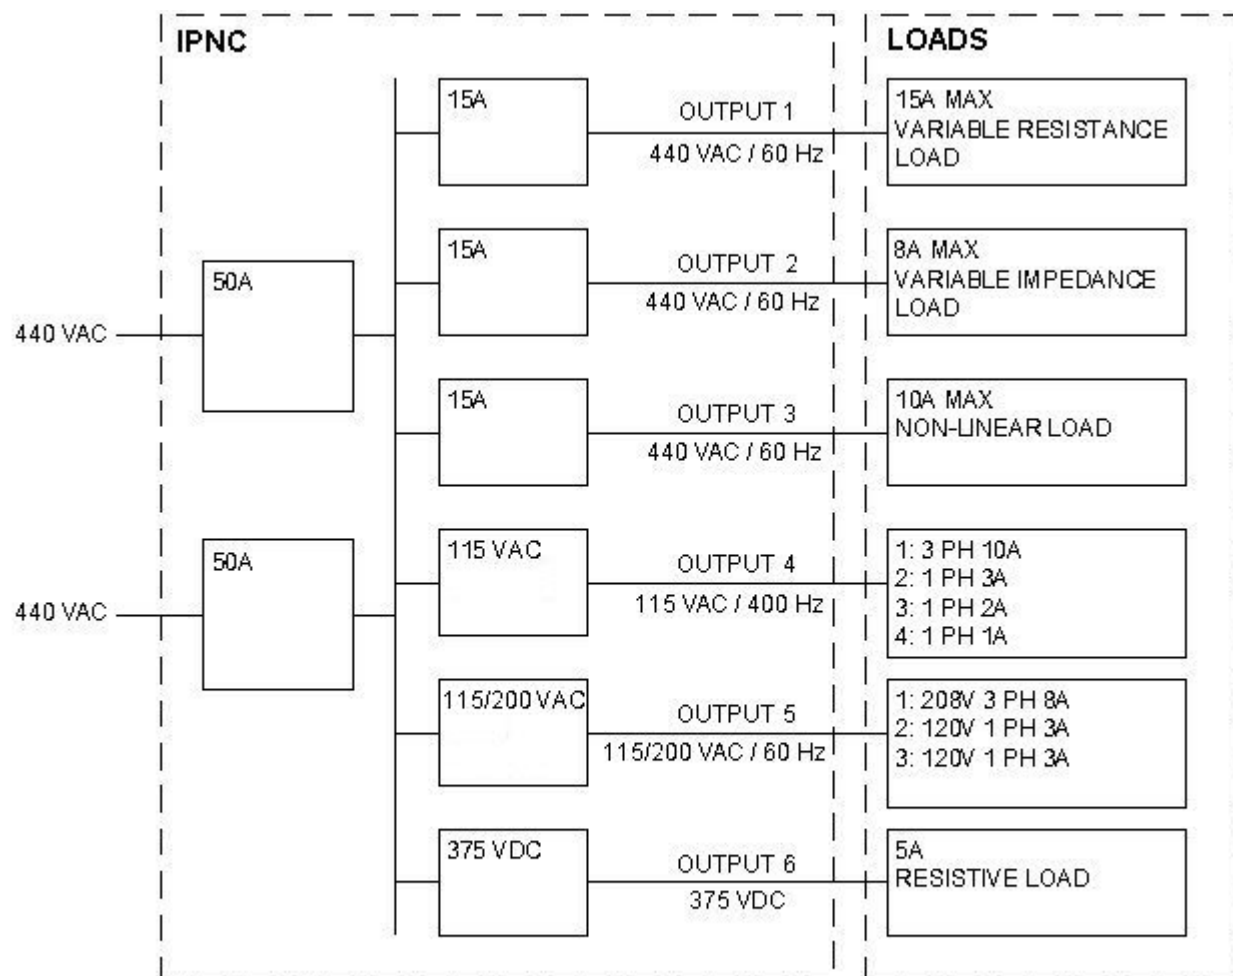 IPNC
LOADS
15A
OUTPUT 1
440 VAC / 60 Hz
15A MAX
VARIABLE RESISTANCE
LOAD
15A
OUTPUT 2
440 VAC / 60 Hz
8A MAX
VARIABLE IMPEDANCE
LOAD
50A
440 VAC
15A
OUTPUT 3
440 VAC / 60 Hz
10A MAX
NON-LINEAR LOAD
50A
440 VAC
115 VAC
OUTPUT 4
115 VAC / 400 Hz
1: 3 PH 10A
2: 1 PH 3A
3: 1 PH 2A
4: 1 PH 1A
115/200 VAC
OUTPUT 5
115/200 VAC / 60 Hz
1: 208V 3 PH 8A
2: 120V 1 PH 3A
3: 120V 1 PH 3A
375 VDC
OUTPUT 6
375 VDC
5A
RESISTIVE LOAD